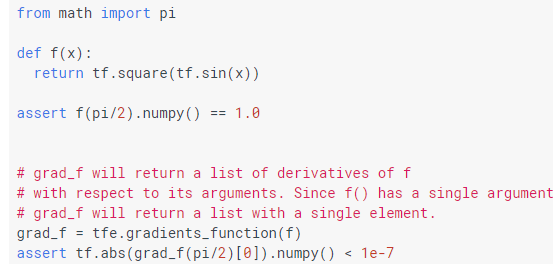 from math import pi
def f(x):
  return tf.square(tf.sin(x))
assert f(pi/2).numpy() == 1.0
# grad_f will return a list of derivatives of f
# with respect to its arguments. Since f() has a single argument
# grad_f will return a list with a single element.
grad_f = tfe.gradients_function(f)
assert tf.abs(grad_f(pi/2)[0]).numpy() < 1e-7